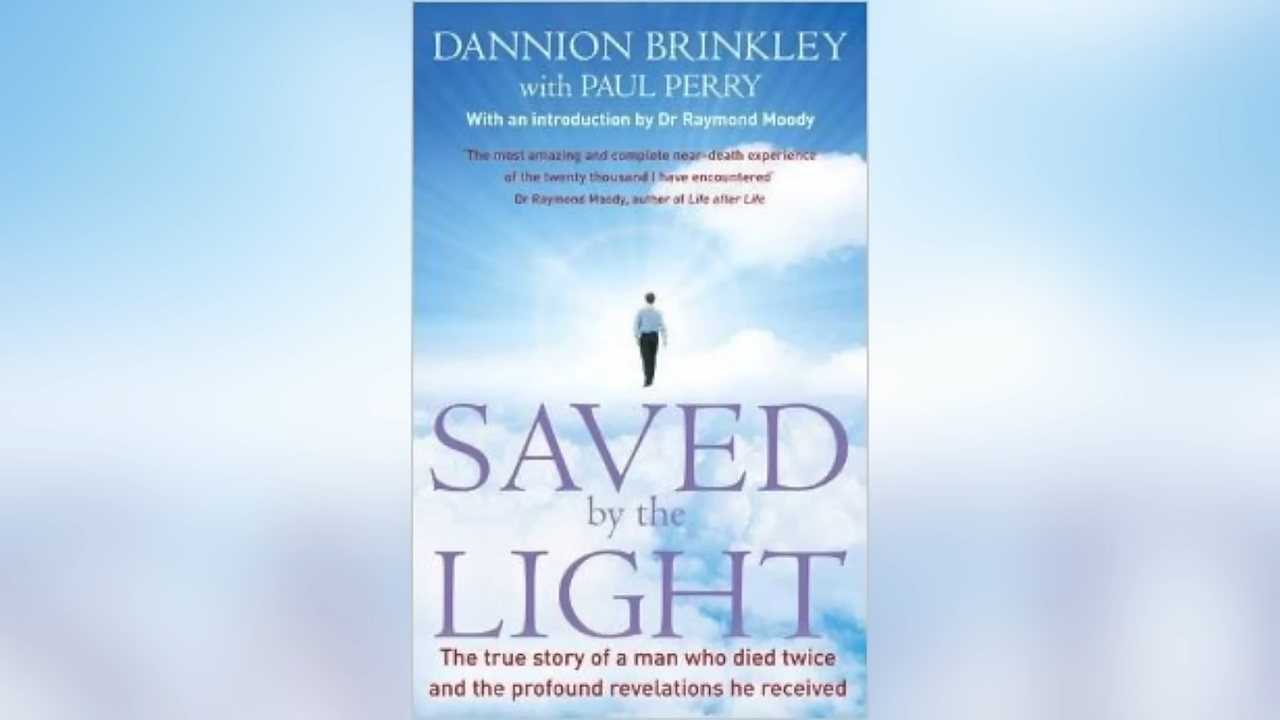 DANNION BRINKLEY
with PAUL PERRY
With an introduction by Dr Raymond Moody
'The most amazing and complete near-death experience
of the twenty thousand I have encountered'
Dr Raymond Moody, author of Life after Life
SAVED
by the
LIGHT
The true story of a man who died twice
and the profound revelations he received